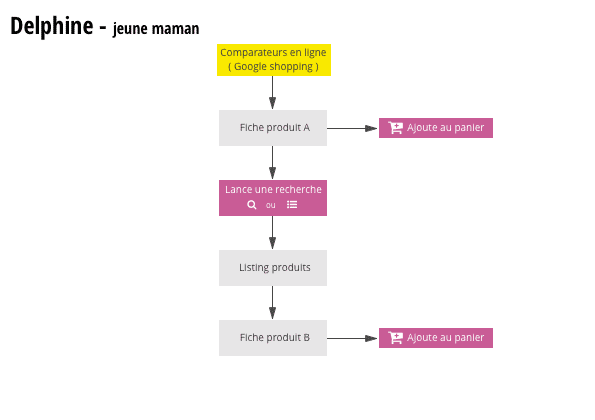 Delphine - jeune maman
Comparateurs en ligne
( Google shopping )
Fiche produit A
Ajoute au panier
Lance une recherche
ou
Listing produits
Fiche produit B
Ajoute au panier